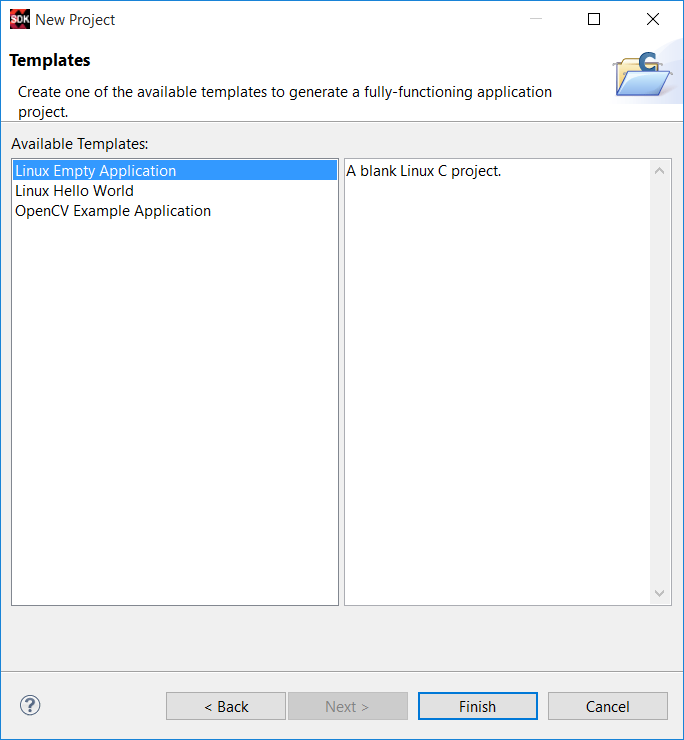 SDK New Project
Templates
Create one of the available templates to generate a fully-functioning application
project.
C
Available Templates:
Linux Empty Application
A blank Linux C project.
Linux Hello World
OpenCV Example Application
?
< Back
Next >
Finish
Cancel